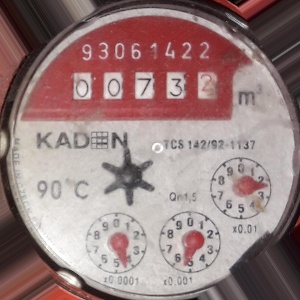 93061422
00732
m³
KADEN
TCS 142/92-1137
90°C
Qn1,5
x0.01
x0.0001
x0.001